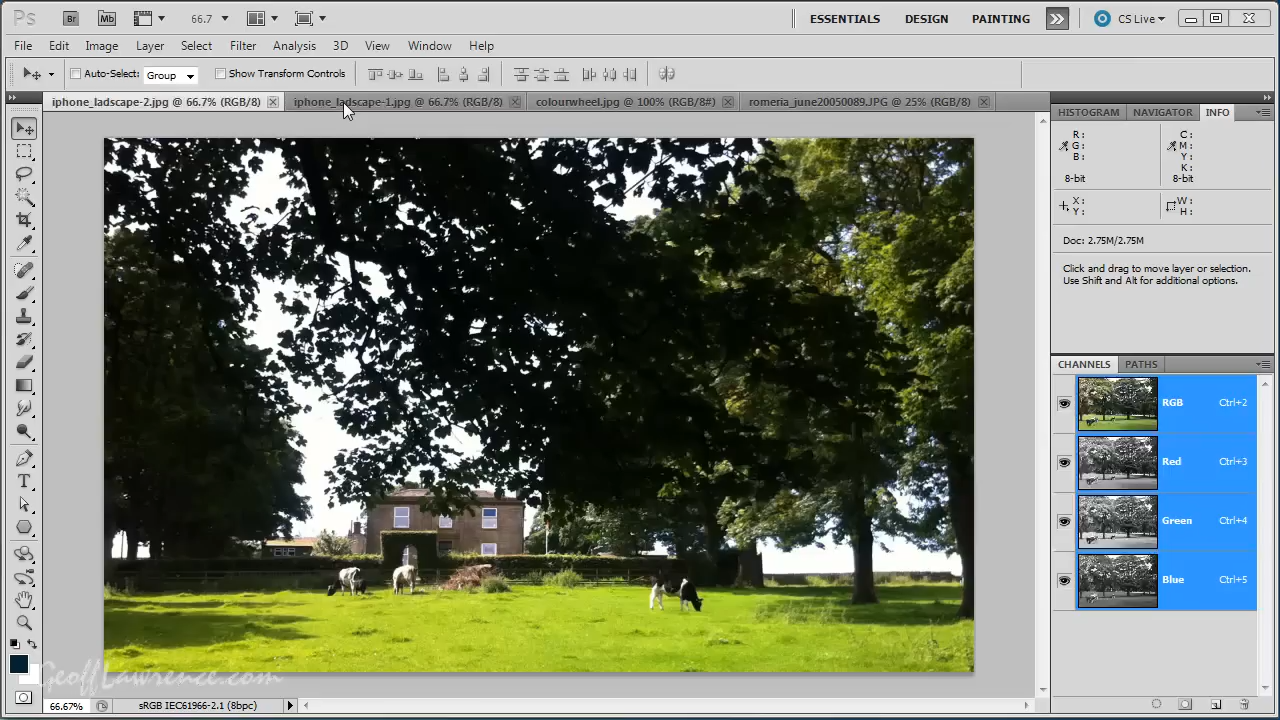 Ps Br Mb 66.7 ESSENTIALS DESIGN PAINTING CS Live
File Edit Image Layer Select Filter Analysis 3D View Window Help
Auto-Select: Group Show Transform Controls
iphone_ladscape-2.jpg @ 66.7% (RGB/8) iphone_ladscape-1.jpg @ 66.7% (RGB/8) colourwheel.jpg @ 100% (RGB/8#) romeria_june20050089.JPG @ 25% (RGB/8)
HISTOGRAM NAVIGATOR INFO
R: C:
G: M:
B: Y:
K:
8-bit 8-bit
X: W:
Y: H:
Doc: 2.75M/2.75M
Click and drag to move layer or selection.
Use Shift and Alt for additional options.
CHANNELS PATHS
RGB Ctrl+2
Red Ctrl+3
Green Ctrl+4
Blue Ctrl+5
T
GeoffLawrence.com
66.67% sRGB IEC61966-2.1 (8bpc)